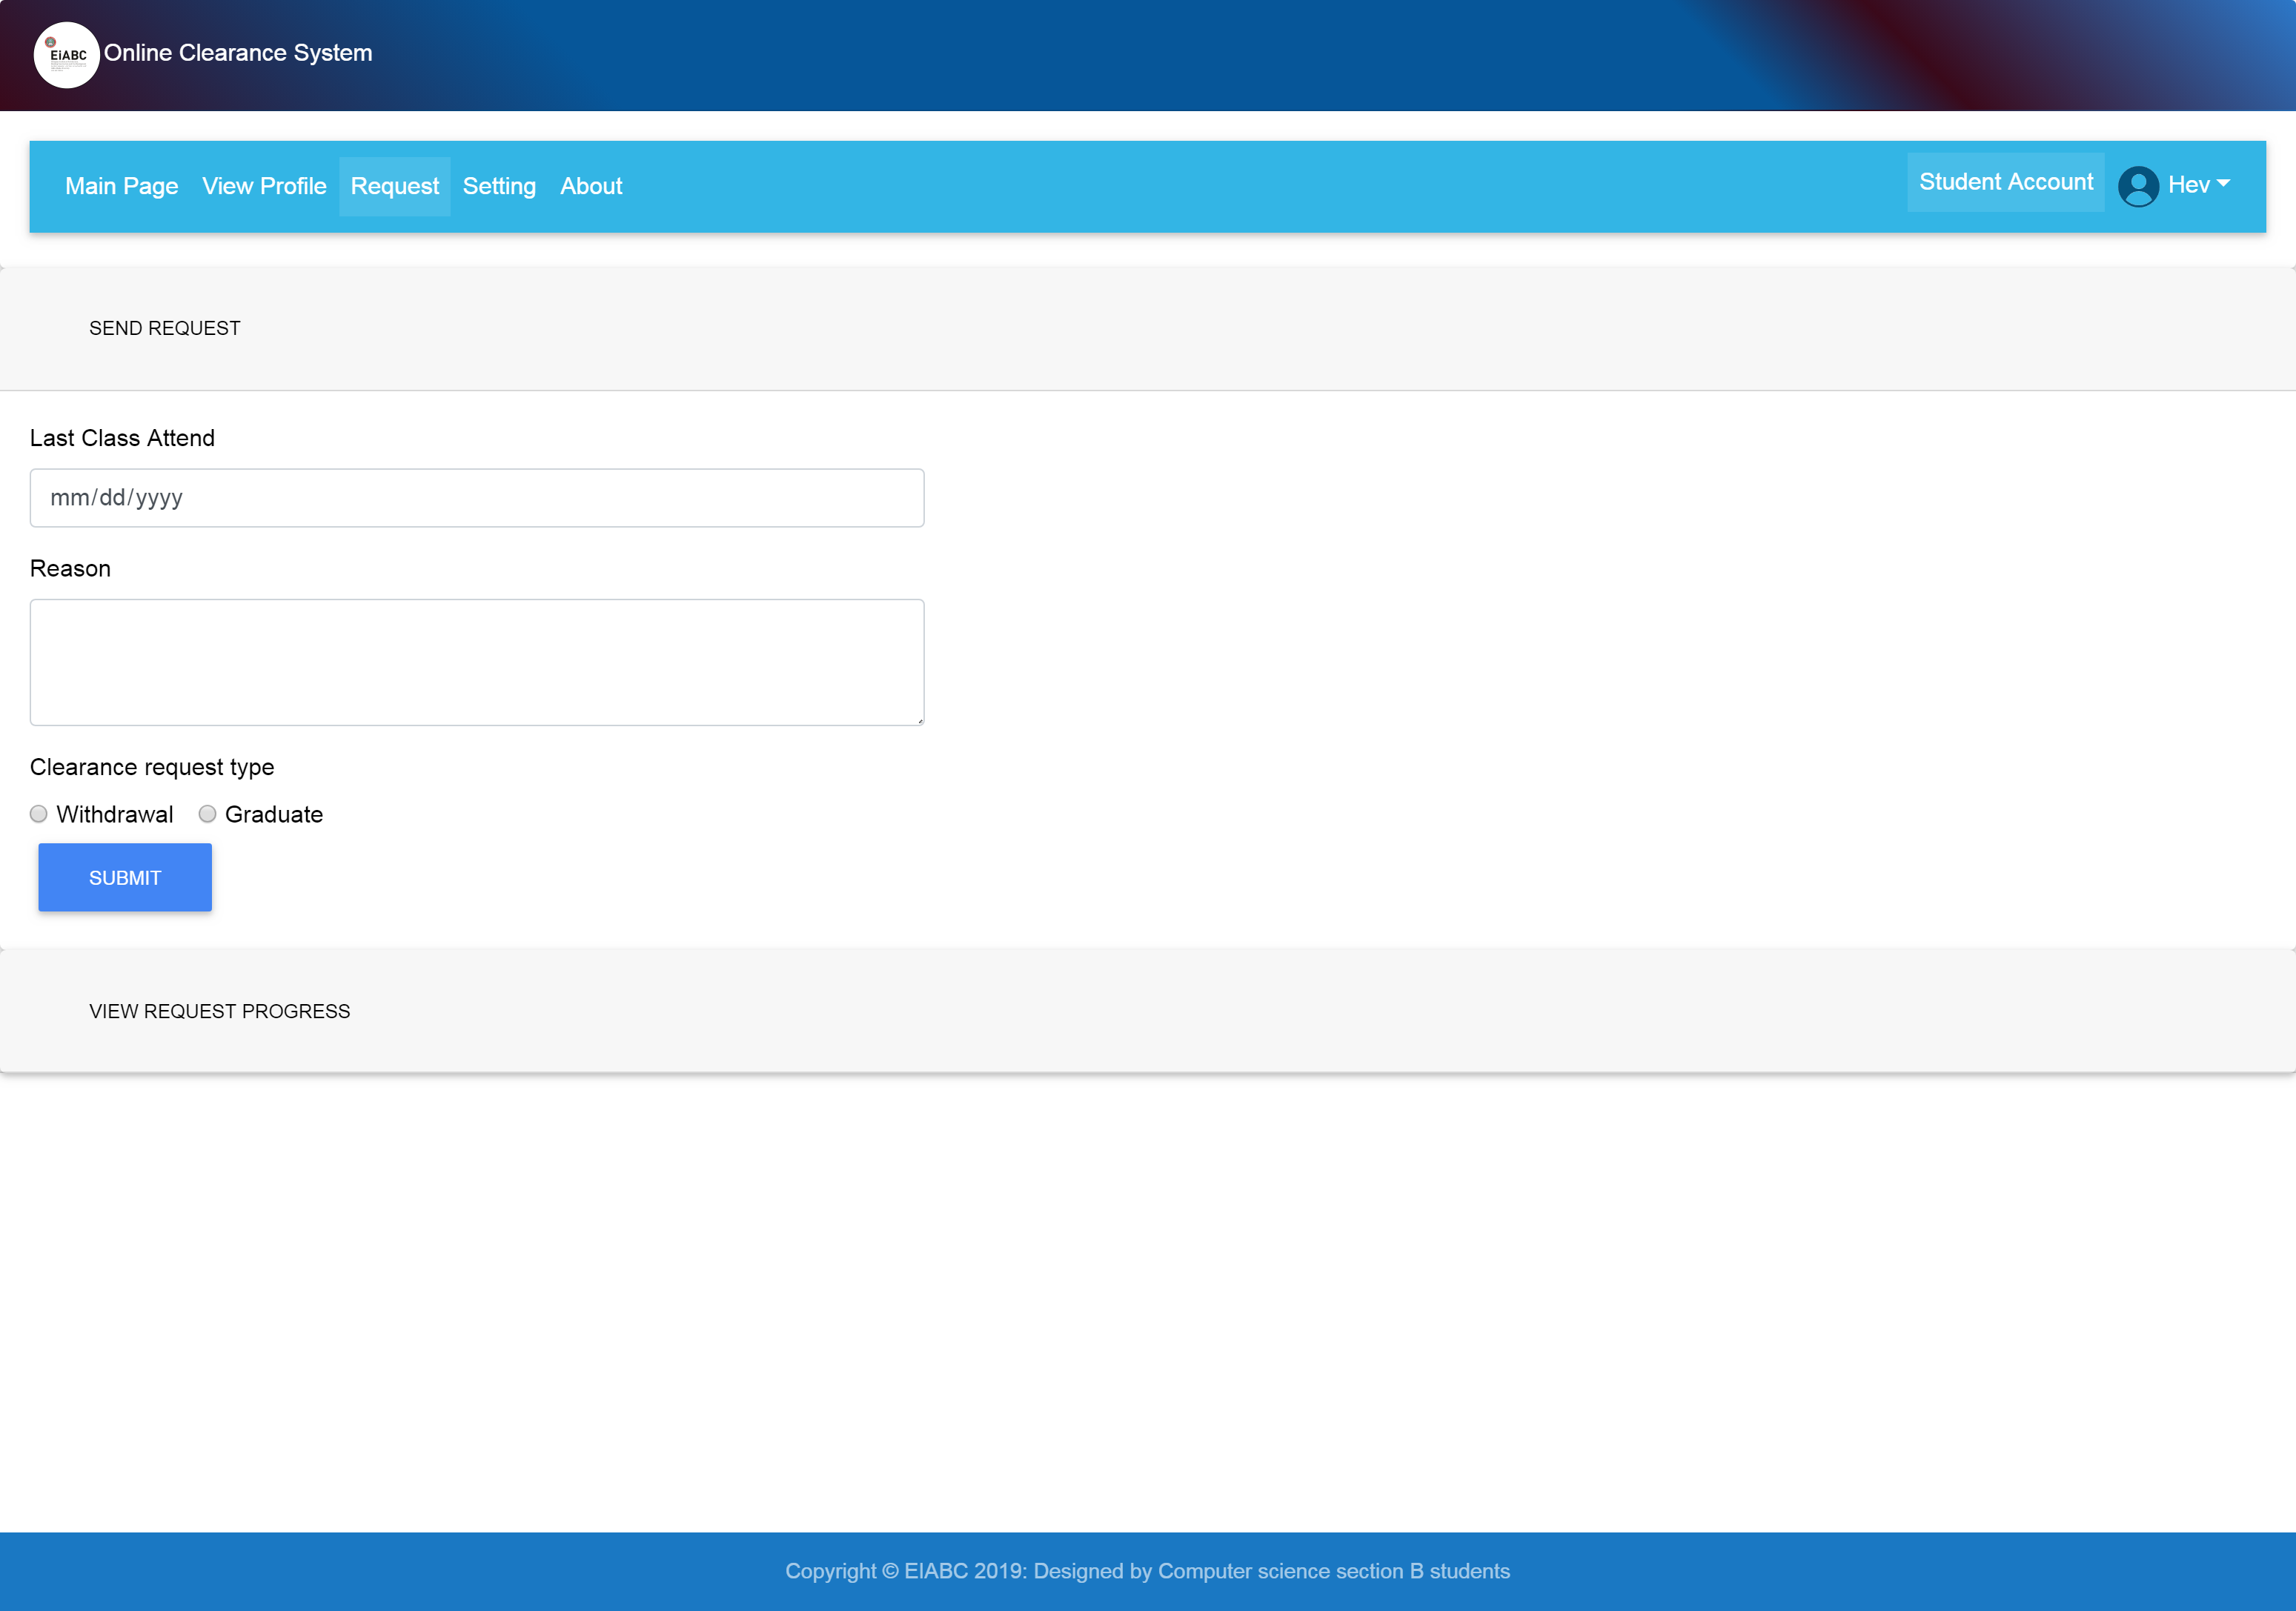 EiABC
Online Clearance System
Main Page View Profile Request Setting About Student Account Hev
SEND REQUEST
Last Class Attend
mm/dd/yyyy
Reason
Clearance request type
Withdrawal Graduate
SUBMIT
VIEW REQUEST PROGRESS
Copyright © EIABC 2019: Designed by Computer science section B students